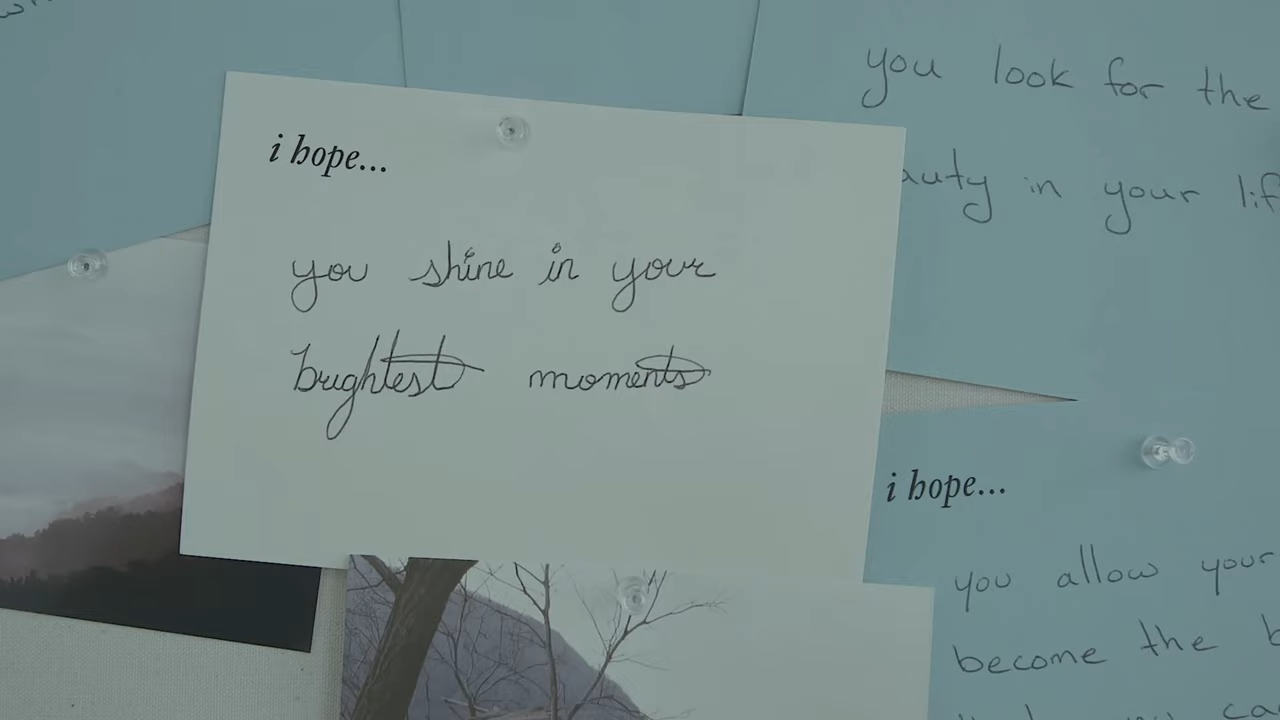 i hope...
you shine in your
brightest moments
you look for the
in your
i hope...
you allow your
become the